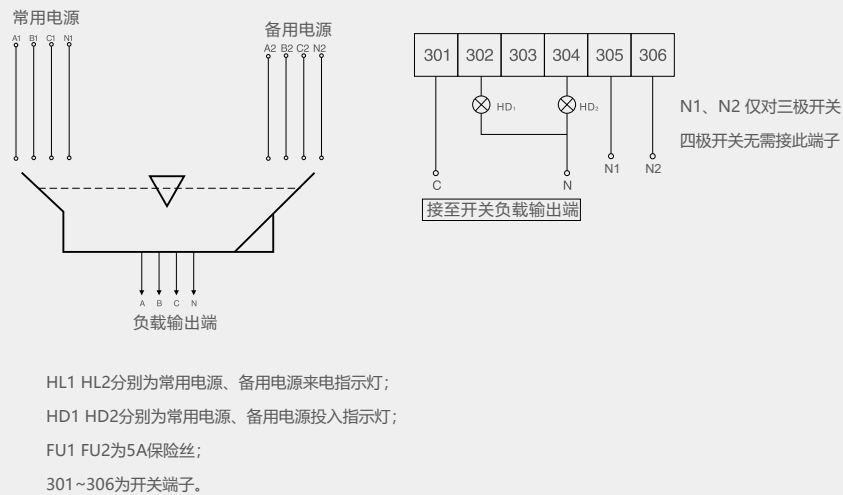 常用电源
A1 B1 C1 N1
备用电源
A2 B2 C2 N2
A B C N
负载输出端
301 302 303 304 305 306
HD₁ HD₂
N1 N2
C N
接至开关负载输出端
N1、N2 仅对三极开关
四极开关无需接此端子
HL1 HL2分别为常用电源、备用电源来电指示灯；
HD1 HD2分别为常用电源、备用电源投入指示灯；
FU1 FU2为5A保险丝；
301~306为开关端子。